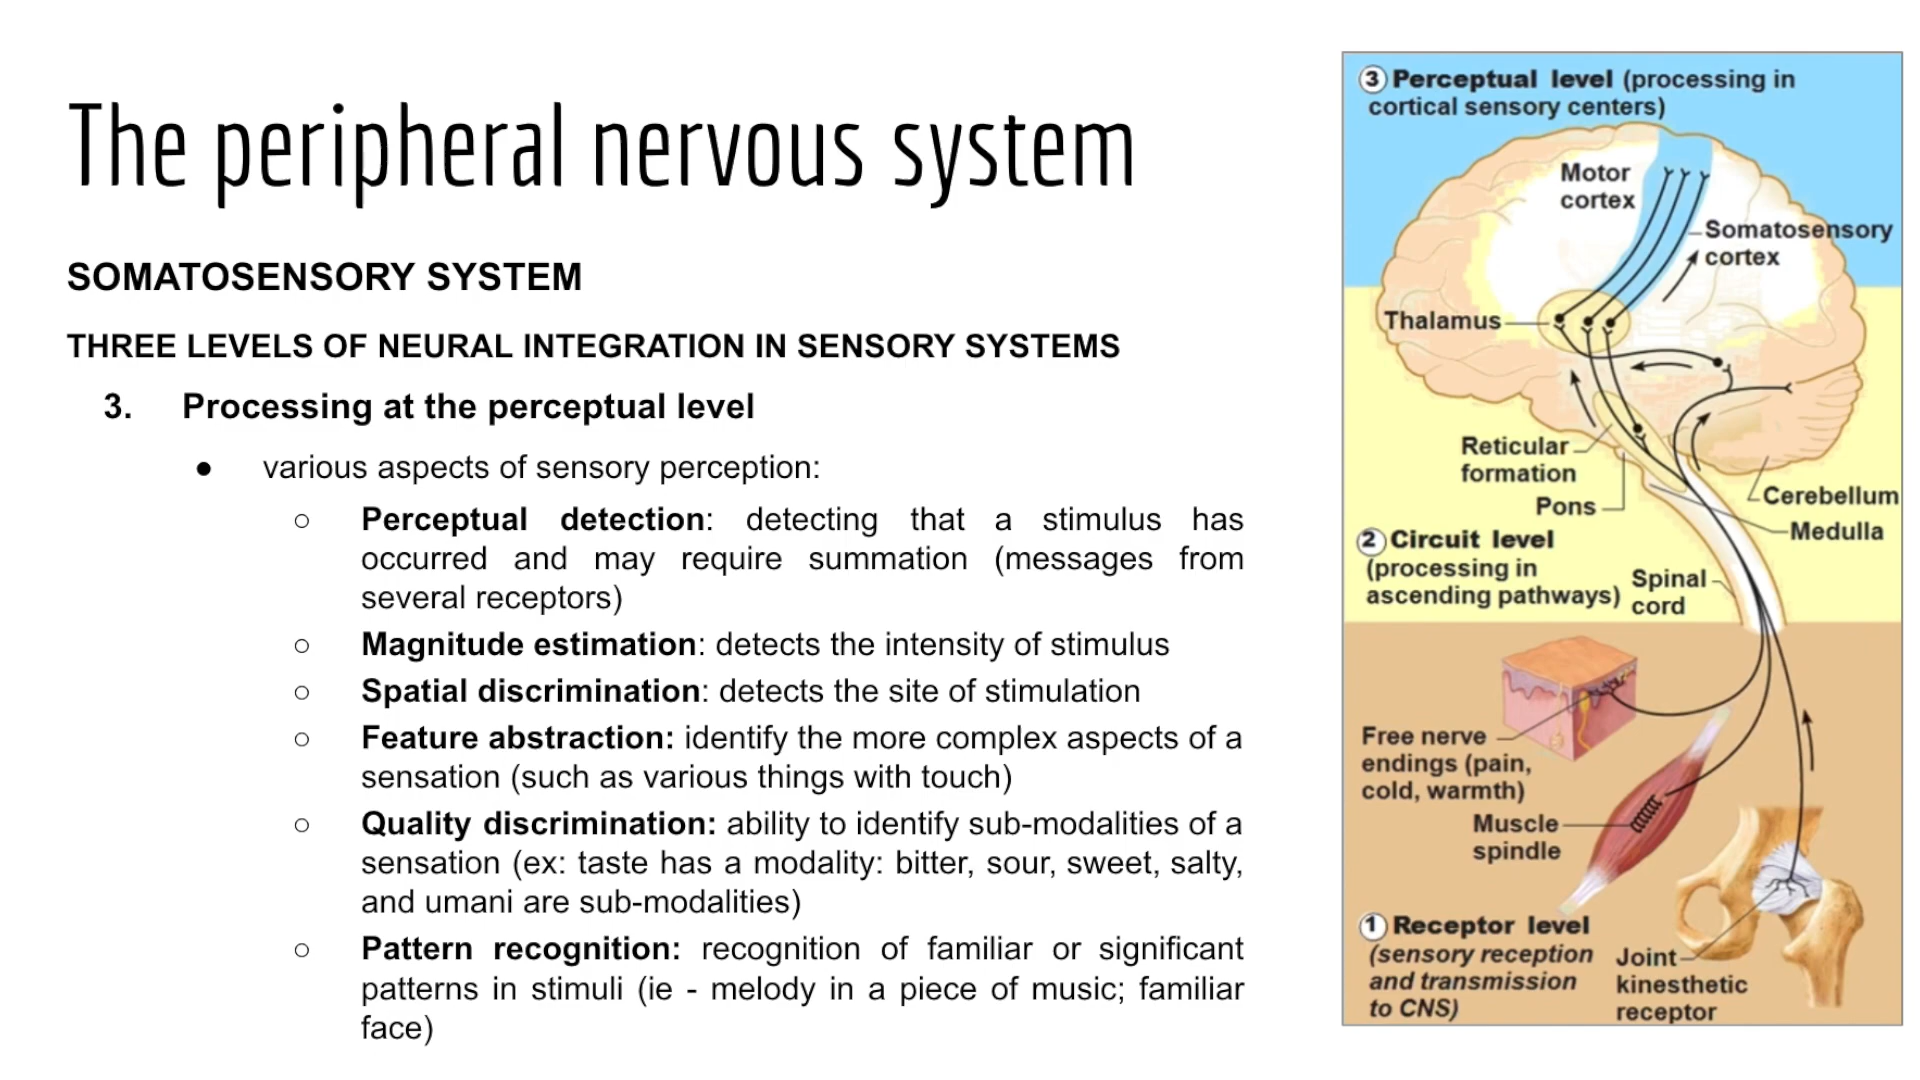 The peripheral nervous system
SOMATOSENSORY SYSTEM
THREE LEVELS OF NEURAL INTEGRATION IN SENSORY SYSTEMS
3. Processing at the perceptual level
● various aspects of sensory perception:
○ Perceptual detection: detecting that a stimulus has
occurred and may require summation (messages from
several receptors)
○ Magnitude estimation: detects the intensity of stimulus
○ Spatial discrimination: detects the site of stimulation
○ Feature abstraction: identify the more complex aspects of a
sensation (such as various things with touch)
○ Quality discrimination: ability to identify sub-modalities of a
sensation (ex: taste has a modality: bitter, sour, sweet, salty,
and umani are sub-modalities)
○ Pattern recognition: recognition of familiar or significant
patterns in stimuli (ie - melody in a piece of music; familiar
face)
3 Perceptual level (processing in
cortical sensory centers)
Motor
cortex
Somatosensory
cortex
Thalamus
Reticular
formation
Pons
Cerebellum
Medulla
2 Circuit level
(processing in
ascending pathways)
Spinal
cord
Free nerve
endings (pain,
cold, warmth)
Muscle
spindle
1 Receptor level
(sensory reception
and transmission
to CNS)
Joint
kinesthetic
receptor